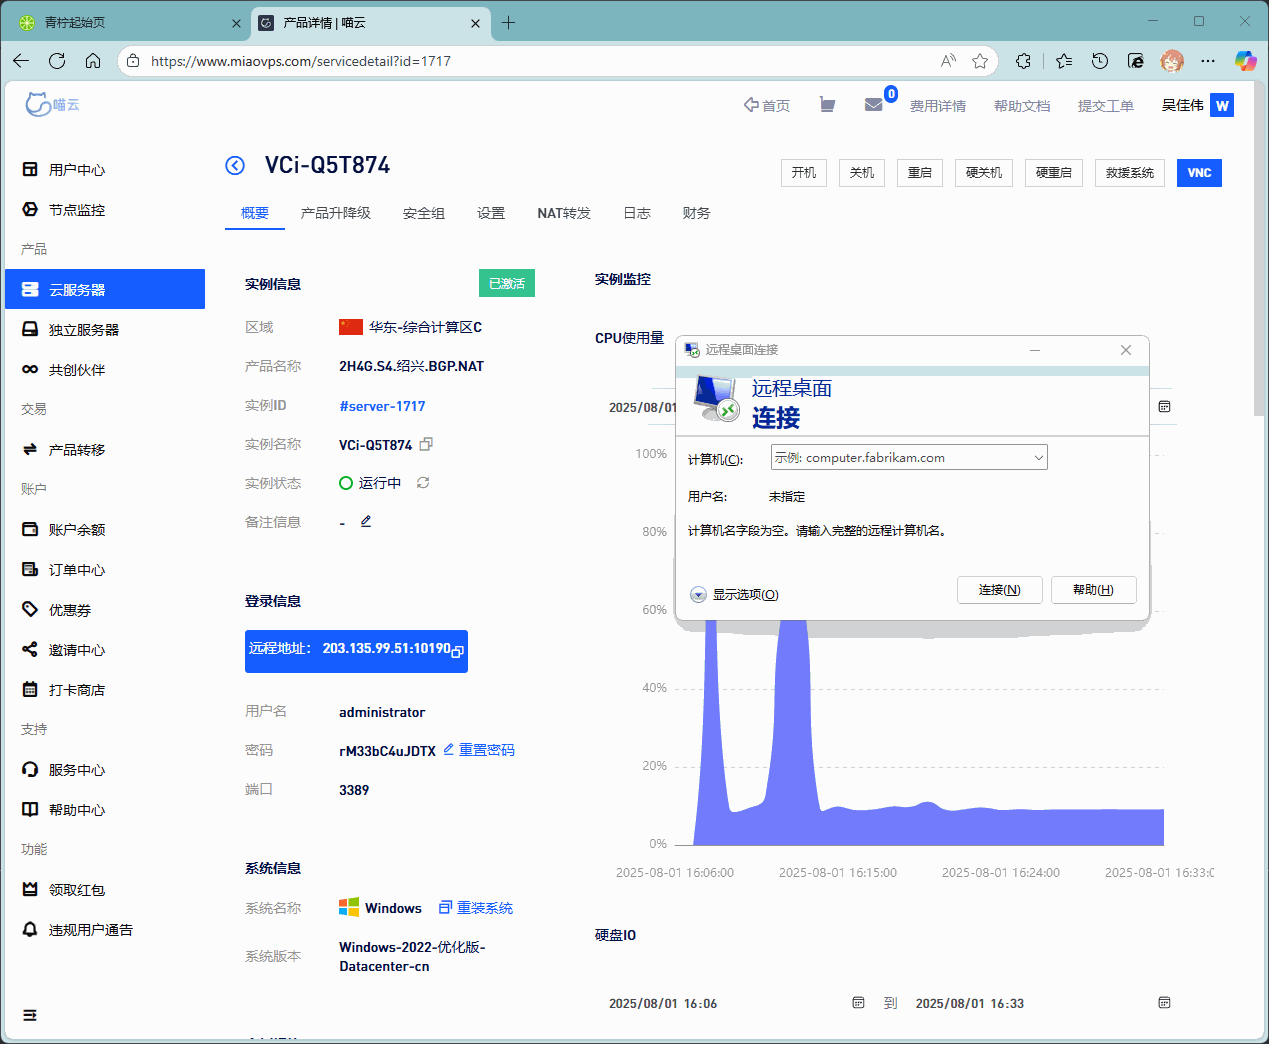 青柠起始页
产品详情 | 喵云
https://www.miaovps.com/servicedetail?id=1717
喵云
首页
0
费用详情
帮助文档
提交工单
吴佳伟
W
用户中心
节点监控
产品
云服务器
独立服务器
共创伙伴
交易
产品转移
账户
账户余额
订单中心
优惠券
邀请中心
打卡商店
支持
服务中心
帮助中心
功能
领取红包
违规用户通告
VCi-Q5T874
开机
关机
重启
硬关机
硬重启
救援系统
VNC
概要
产品升降级
安全组
设置
NAT转发
日志
财务
实例信息
已激活
区域
华东-综合计算区C
产品名称
2H4G.S4.绍兴.BGP.NAT
实例ID
#server-1717
实例名称
VCi-Q5T874
实例状态
运行中
备注信息
-
登录信息
远程地址： 203.135.99.51:10190
用户名
administrator
密码
rM33bC4uJDTX
重置密码
端口
3389
系统信息
系统名称
Windows
重装系统
系统版本
Windows-2022-优化版-
Datacenter-cn
实例监控
CPU使用量
2025/08/01
100%
80%
60%
40%
20%
0%
2025-08-01 16:06:00
2025-08-01 16:15:00
2025-08-01 16:24:00
2025-08-01 16:33:0
远程桌面连接
远程桌面
连接
计算机(C):
示例: computer.fabrikam.com
用户名:
未指定
计算机名字段为空。请输入完整的远程计算机名。
显示选项(O)
连接(N)
帮助(H)
硬盘IO
2025/08/01 16:06
到
2025/08/01 16:33